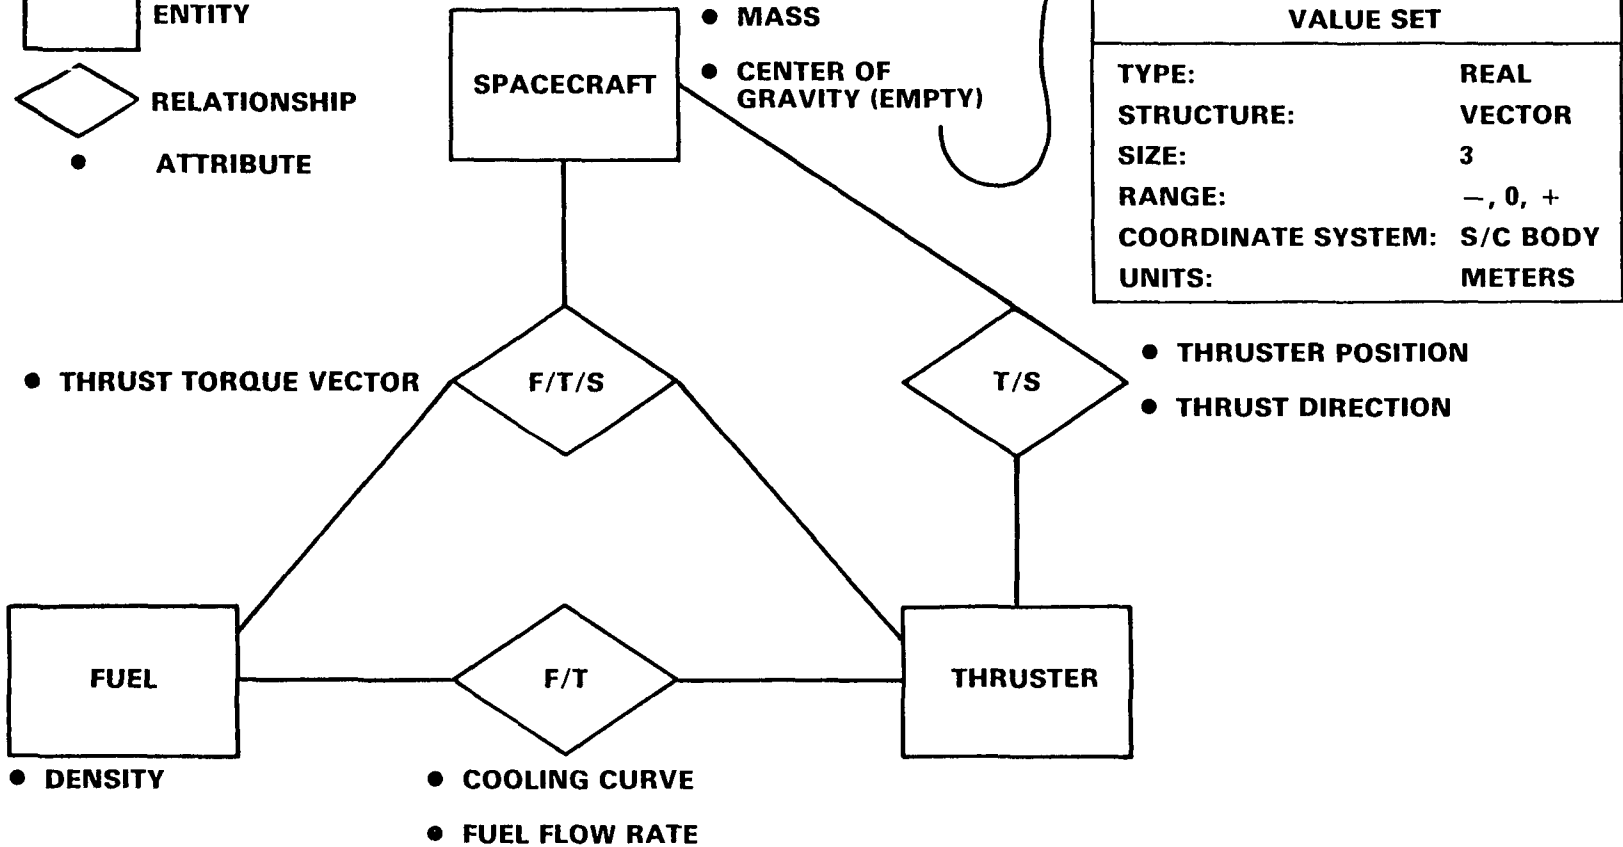 ENTITY
RELATIONSHIP
ATTRIBUTE
SPACECRAFT
● MASS
● CENTER OF
GRAVITY (EMPTY)
VALUE SET
TYPE: REAL
STRUCTURE: VECTOR
SIZE: 3
RANGE: −, 0, +
COORDINATE SYSTEM: S/C BODY
UNITS: METERS
● THRUST TORQUE VECTOR
F/T/S
T/S
● THRUSTER POSITION
● THRUST DIRECTION
FUEL
F/T
THRUSTER
● DENSITY
● COOLING CURVE
● FUEL FLOW RATE